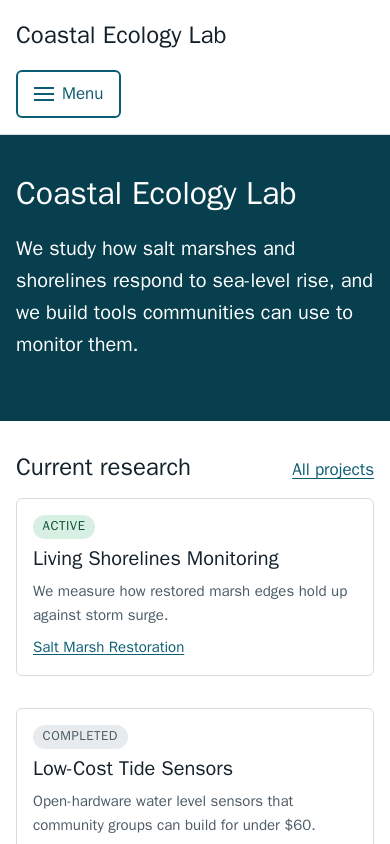 Coastal Ecology Lab
Menu
Coastal Ecology Lab
We study how salt marshes and
shorelines respond to sea-level rise, and
we build tools communities can use to
monitor them.
Current research
All projects
ACTIVE
Living Shorelines Monitoring
We measure how restored marsh edges hold up
against storm surge.
Salt Marsh Restoration
COMPLETED
Low-Cost Tide Sensors
Open-hardware water level sensors that
community groups can build for under $60.